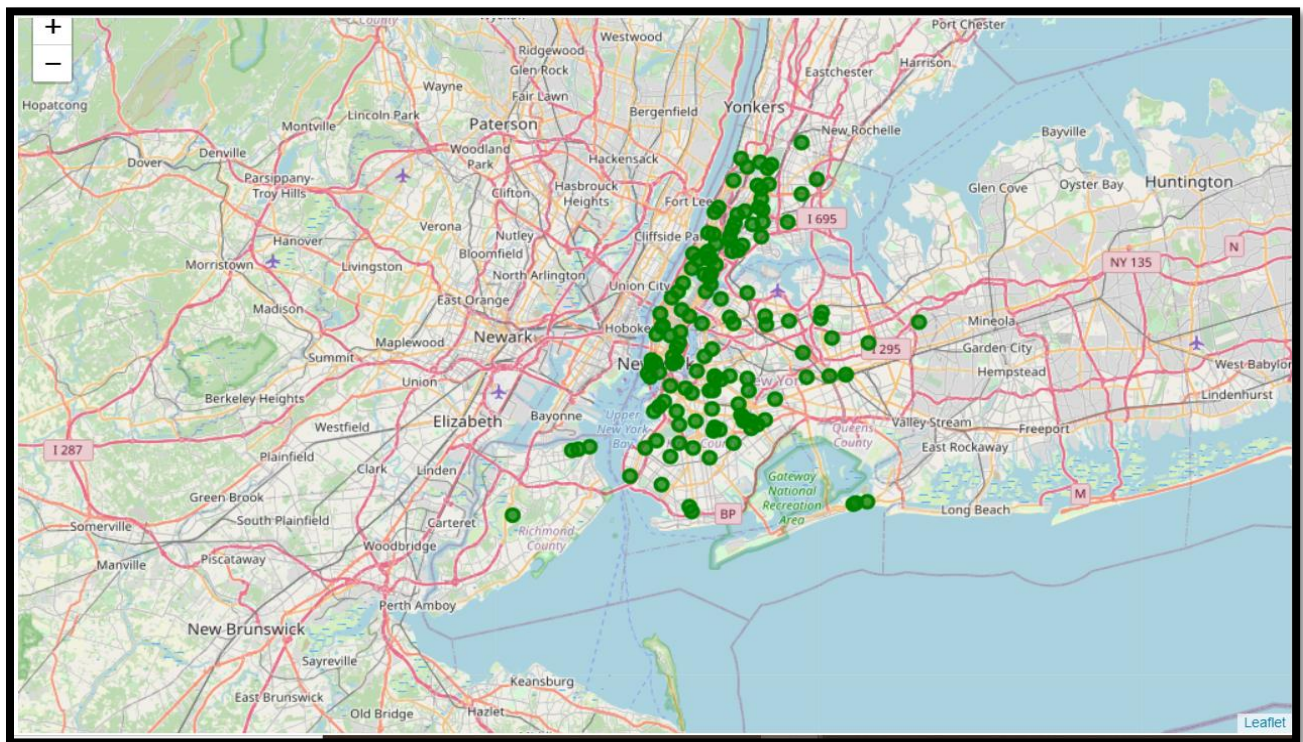 +
−
Ridgewood
Westwood
Port Chester
Glen Rock
Harrison
Eastchester
Wayne
Fair Lawn
Hopatcong
Lincoln Park
Bergenfield
Yonkers
Montville
Paterson
New Rochelle
Bayville
Dover
Denville
Woodland
Park
Hackensack
Parsippany-
Troy Hills
Clifton
Hasbrouck
Heights
Fort Lee
Glen Cove
Oyster Bay
Huntington
Verona
Nutley
Cliffside Pa
I 695
Hanover
N
Bloomfield
NY 135
Morristown
Livingston
North Arlington
Union City
East Orange
Madison
Mineola
Newark
Hoboke
Maplewood
Garden City
I 295
Summit
West Babylon
Union
Hempstead
Berkeley Heights
Lindenhurst
Bayonne
Upper
New York
Bay
Westfield
Elizabeth
Queens
County
Valley Stream
Freeport
I 287
East Rockaway
Plainfield
Clark
Linden
Gateway
National
Recreation
Area
M
Green Brook
BP
Long Beach
Somerville
South Plainfield
Carteret
Richmond
County
Manville
Piscataway
Woodbridge
Perth Amboy
New Brunswick
Sayreville
Keansburg
East Brunswick
Old Bridge
Hazlet
Leaflet